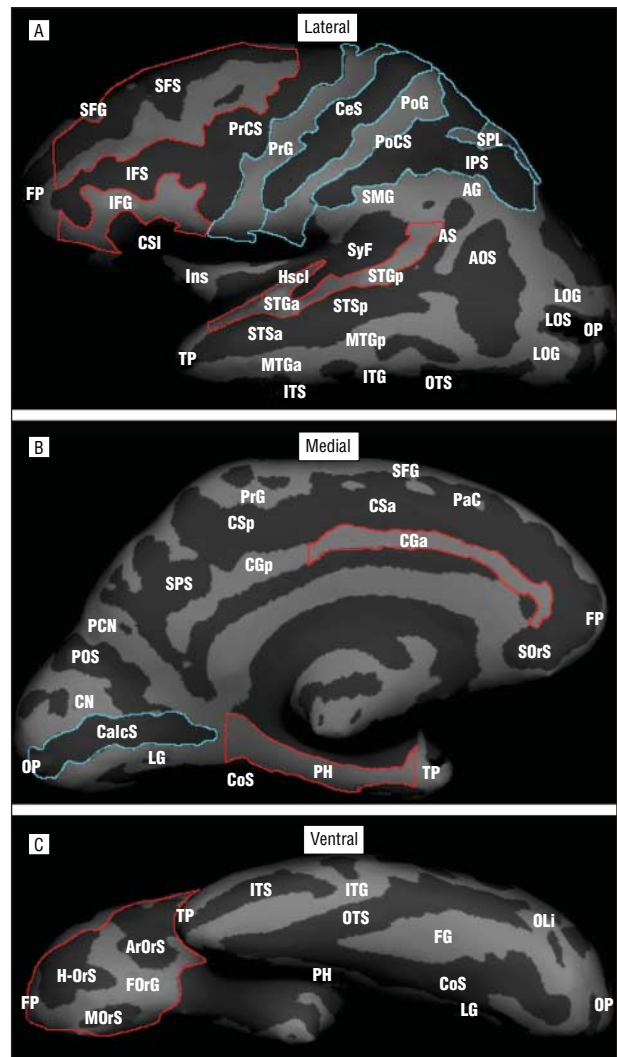 A
Lateral
SFS
SFG
CeS
PoG
PrCS
PrG
PoCS
SPL
IPS
IFS
FP
IFG
SMG
AG
CSI
AS
SyF
AOS
Ins
HscI
STGp
LOG
STGa
STSp
LOS
OP
STSa
MTGp
TP
LOG
MTGa
ITG
OTS
ITS
B
Medial
SFG
PrG
PaC
CSa
CSp
CGa
CGp
SPS
FP
PCN
SOrS
POS
CN
CalcS
LG
OP
PH
TP
CoS
C
Ventral
ITS
ITG
TP
OTS
OLi
FG
ArOrS
H-OrS
PH
CoS
FOrG
FP
LG
OP
MOrS